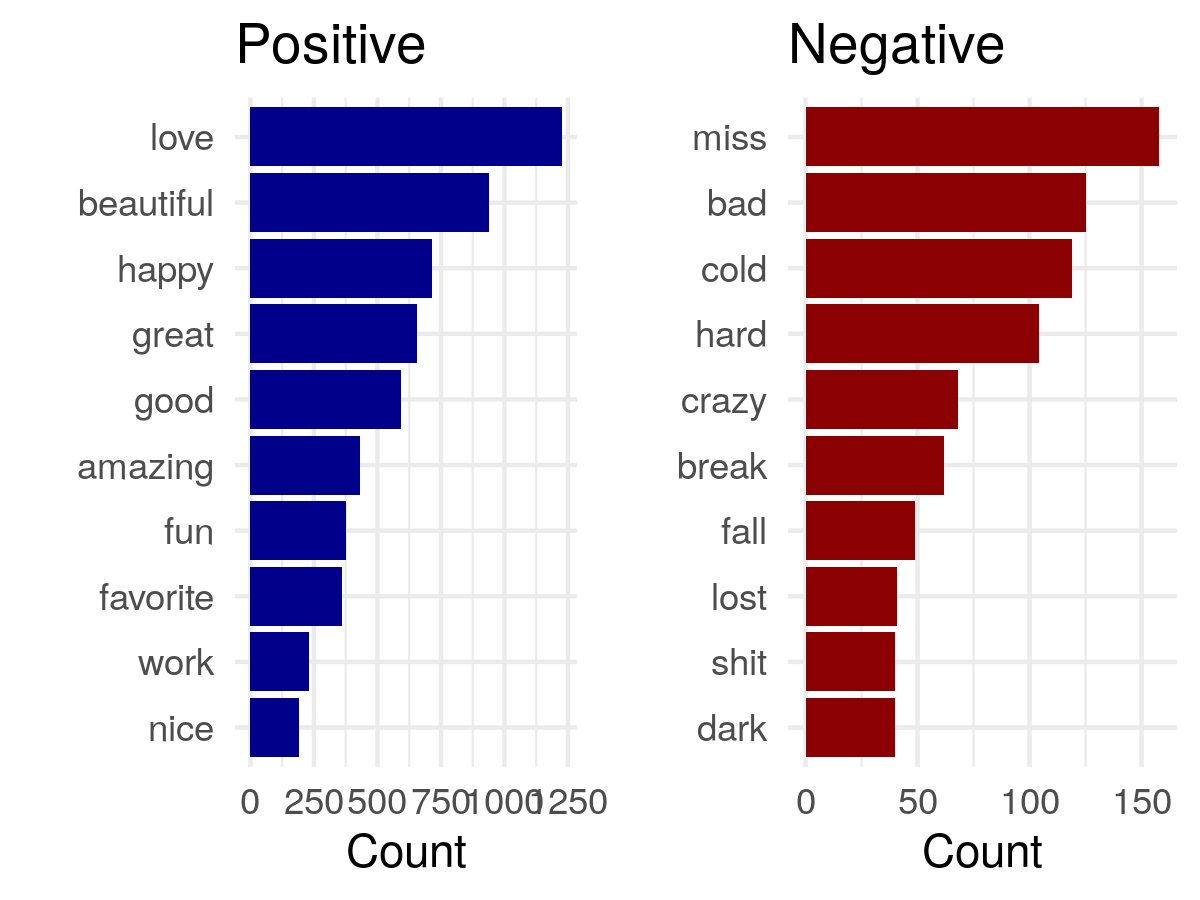 Positive
love
beautiful
happy
great
good
amazing
fun
favorite
work
nice
0 250 500 750 1000 1250
Count
Negative
miss
bad
cold
hard
crazy
break
fall
lost
shit
dark
0 50 100 150
Count